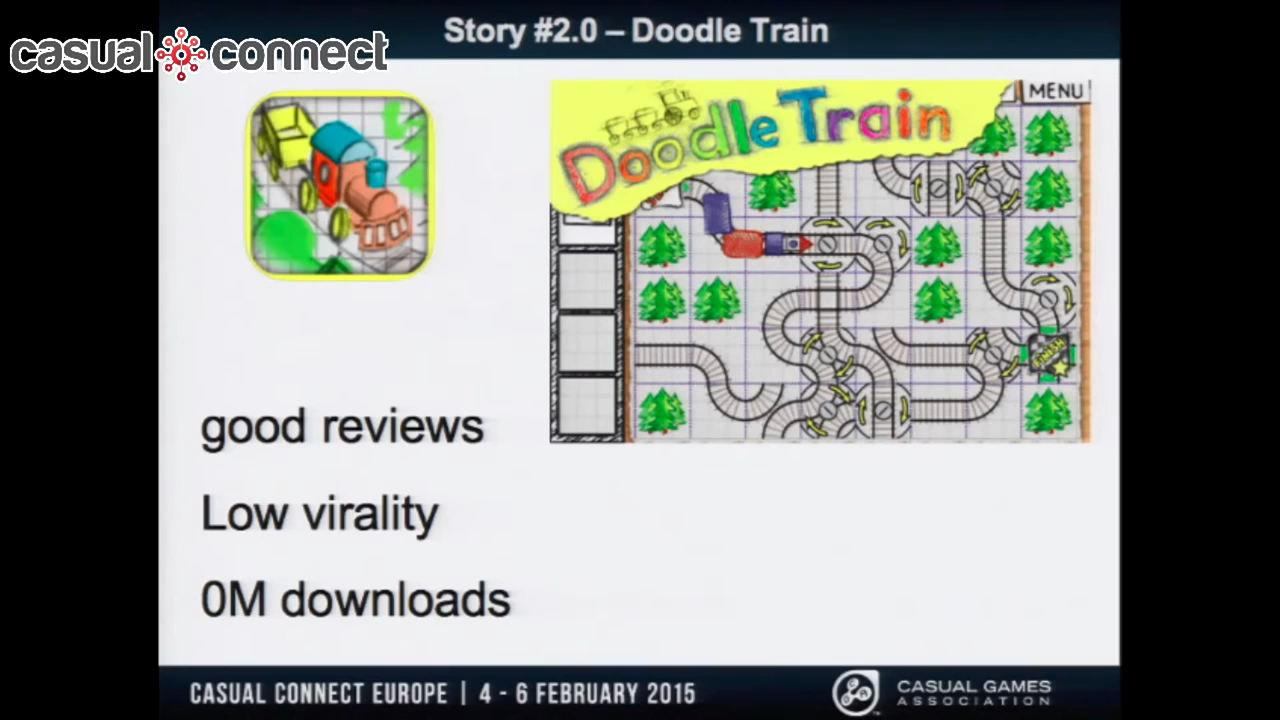 Story #2.0 – Doodle Train
casual connect
MENU
Doodle Train
FINISH
good reviews
Low virality
0M downloads
CASUAL CONNECT EUROPE | 4 - 6 FEBRUARY 2015
CASUAL GAMES
ASSOCIATION